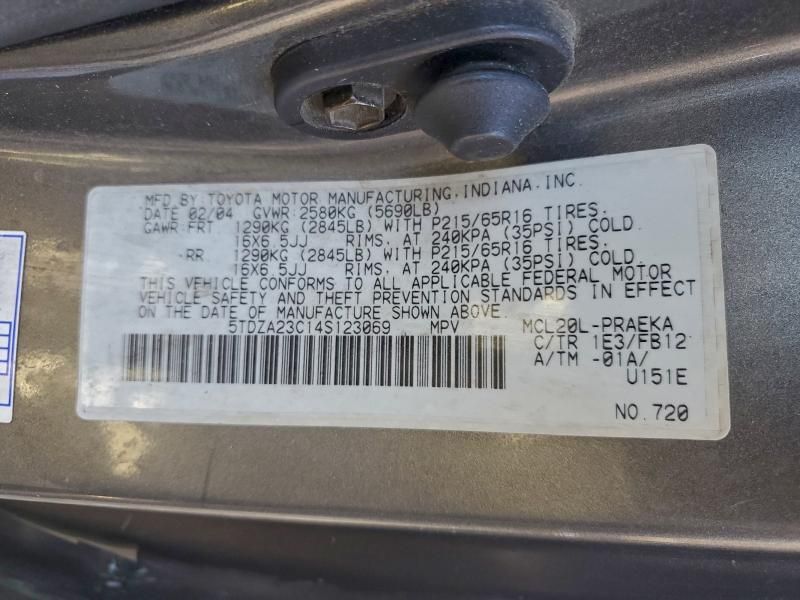 MFD.BY:TOYOTA MOTOR MANUFACTURING.INDIANA.INC.
DATE 02/04 GVWR:2580KG (5690LB)
GAWR:FRT 1290KG (2845LB) WITH P215/65R16 TIRES.
16X6.5JJ RIMS. AT 240KPA (35PSI) COLD.
RR 1290KG (2845LB) WITH P215/65R16 TIRES.
16X6.5JJ RIMS. AT 240KPA (35PSI) COLD.
THIS VEHICLE CONFORMS TO ALL APPLICABLE FEDERAL MOTOR
VEHICLE SAFETY AND THEFT PREVENTION STANDARDS IN EFFECT
ON THE DATE OF MANUFACTURE SHOWN ABOVE.
5TDZA23C14S123069 MPV MCL20L-PRAEKA
C/TR 1E3/FB12
A/TM -01A/
U151E
NO.720